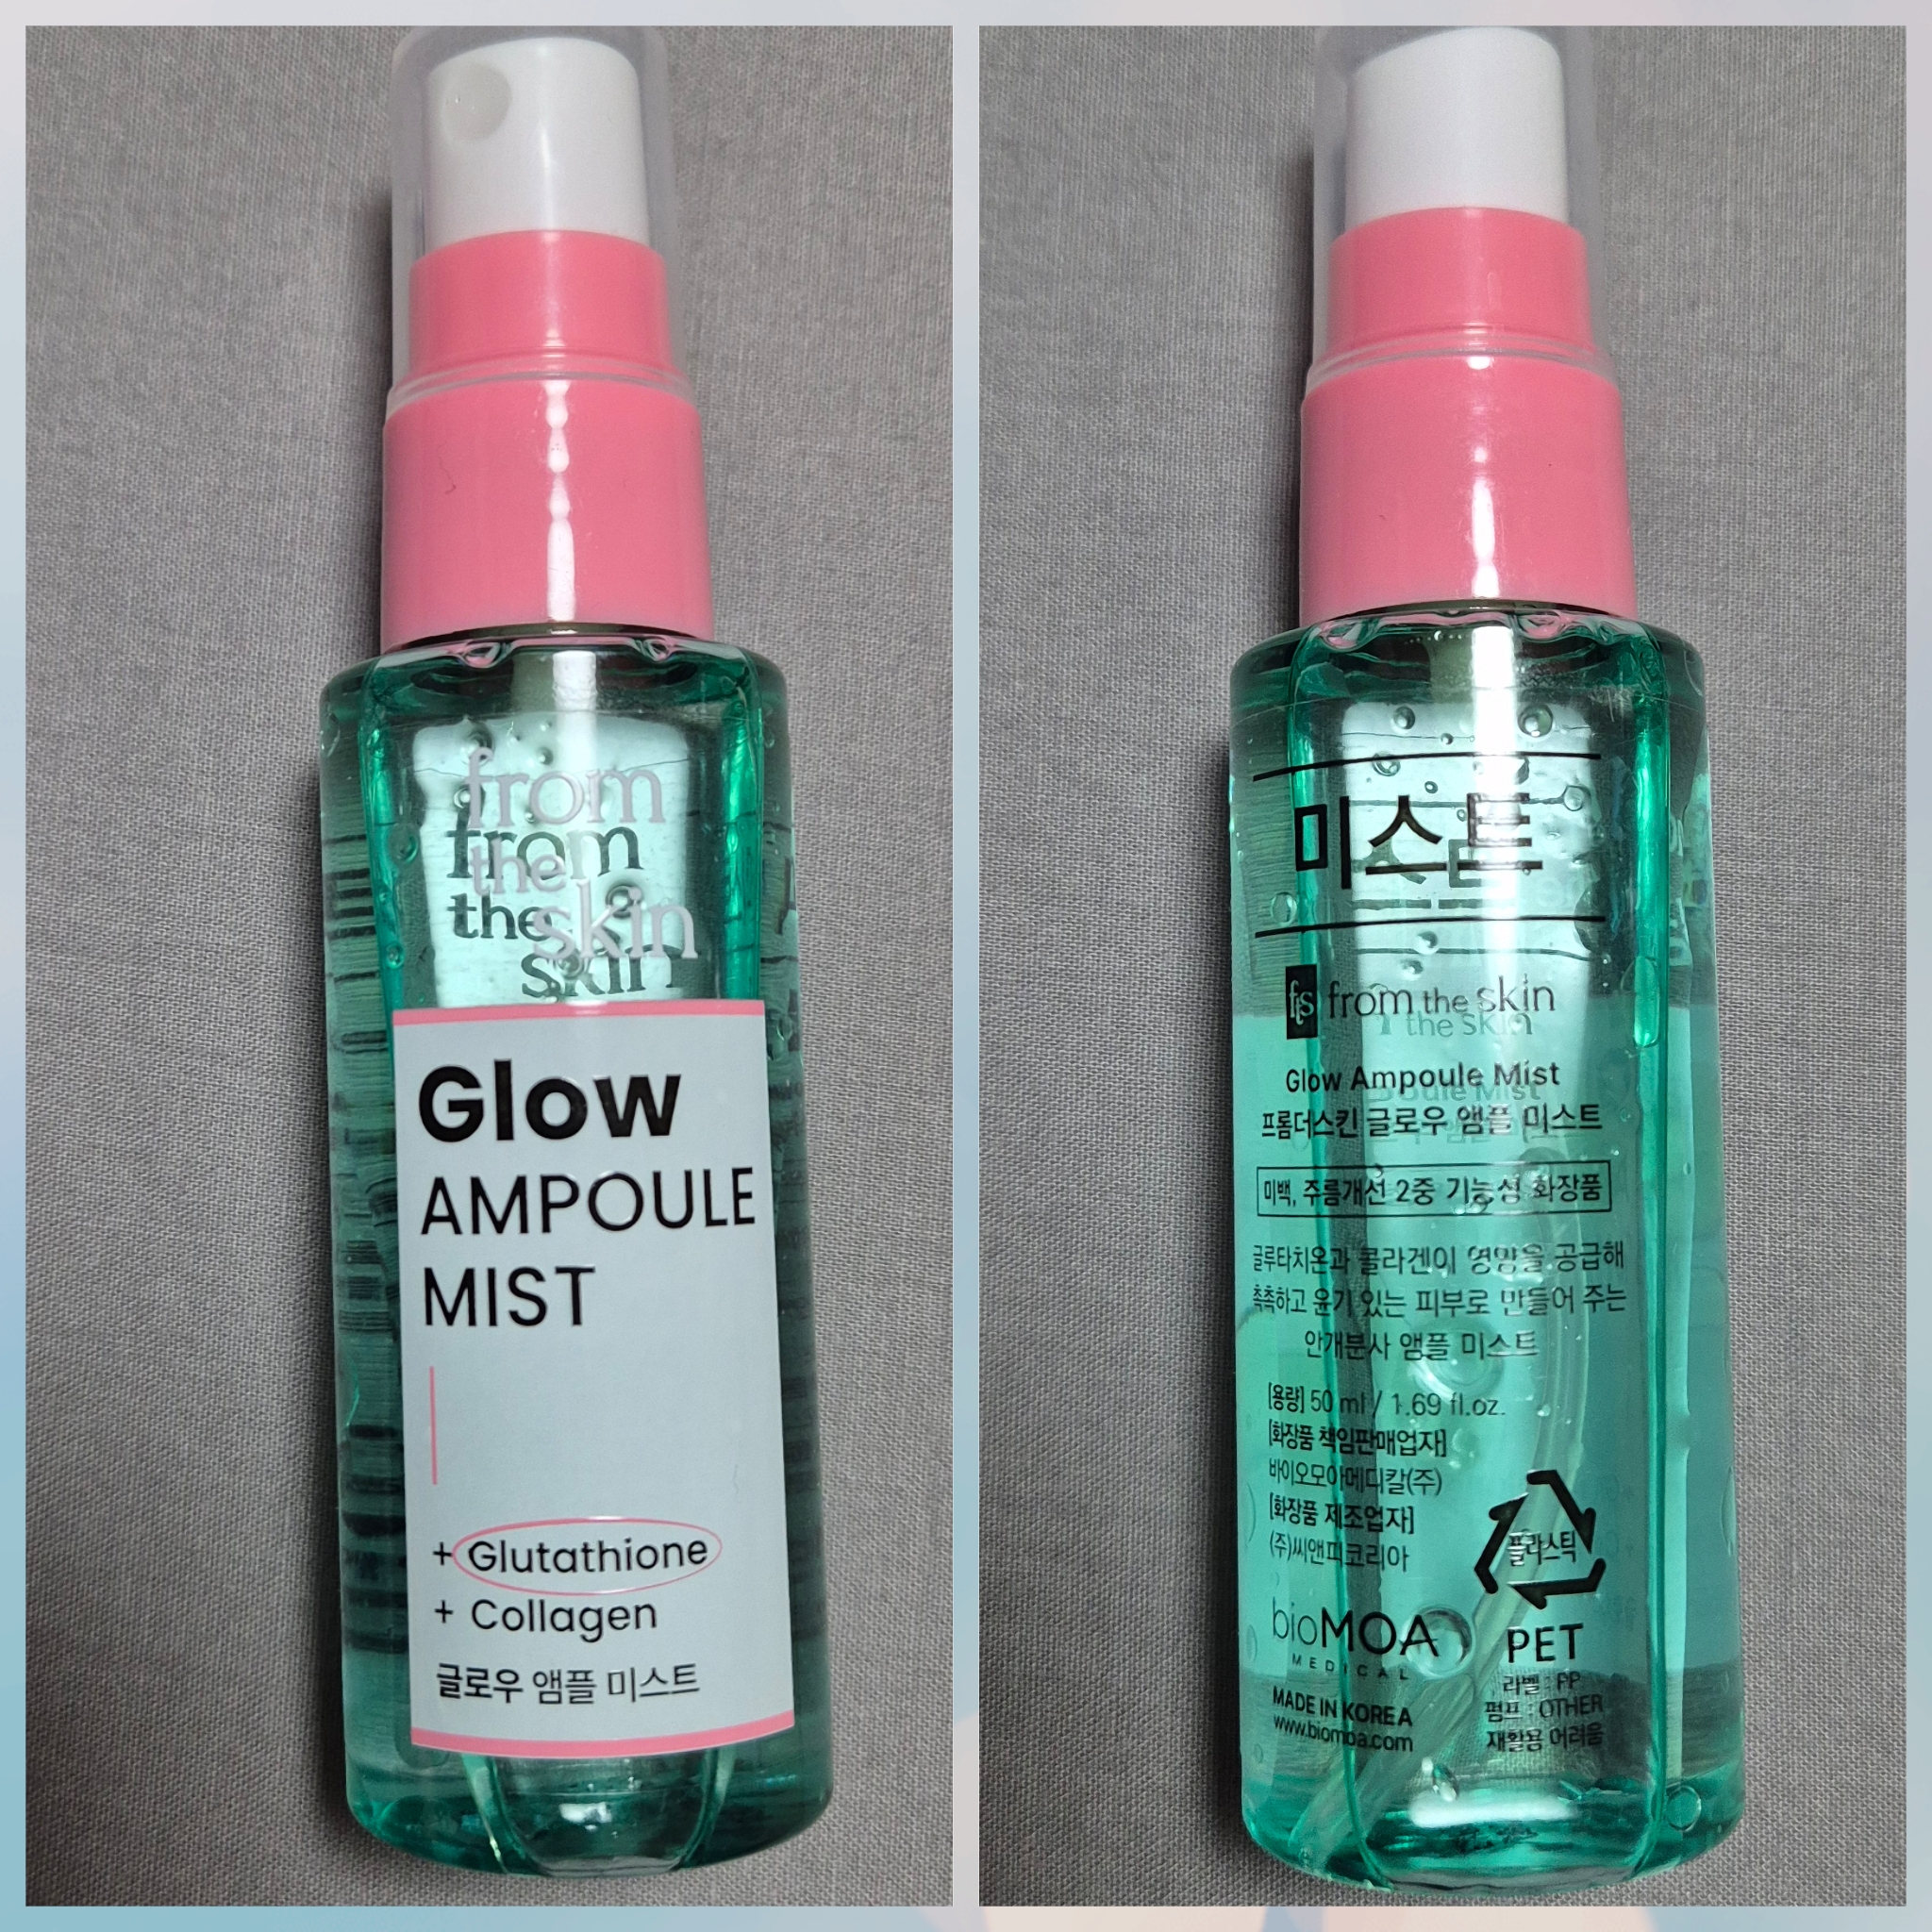 from
the
skin
Glow
AMPOULE
MIST
+ Glutathione
+ Collagen
글로우 앰플 미스트
미스트
fts from the skin
Glow Ampoule Mist
프롬더스킨 글로우 앰플 미스트
미백, 주름개선 2중 기능성 화장품
글루타치온과 콜라겐이 영양을 공급해
촉촉하고 윤기 있는 피부로 만들어 주는
안개분사 앰플 미스트
[용량] 50 ml / 1.69 fl.oz.
[화장품 책임판매업자]
바이오모아메디칼(주)
[화장품 제조업자]
(주)씨앤피코리아
bioMOA
MEDICAL
MADE IN KOREA
www.biomoa.com
플라스틱
PET
라벨 : PP
펌프 : OTHER
재활용 어려움